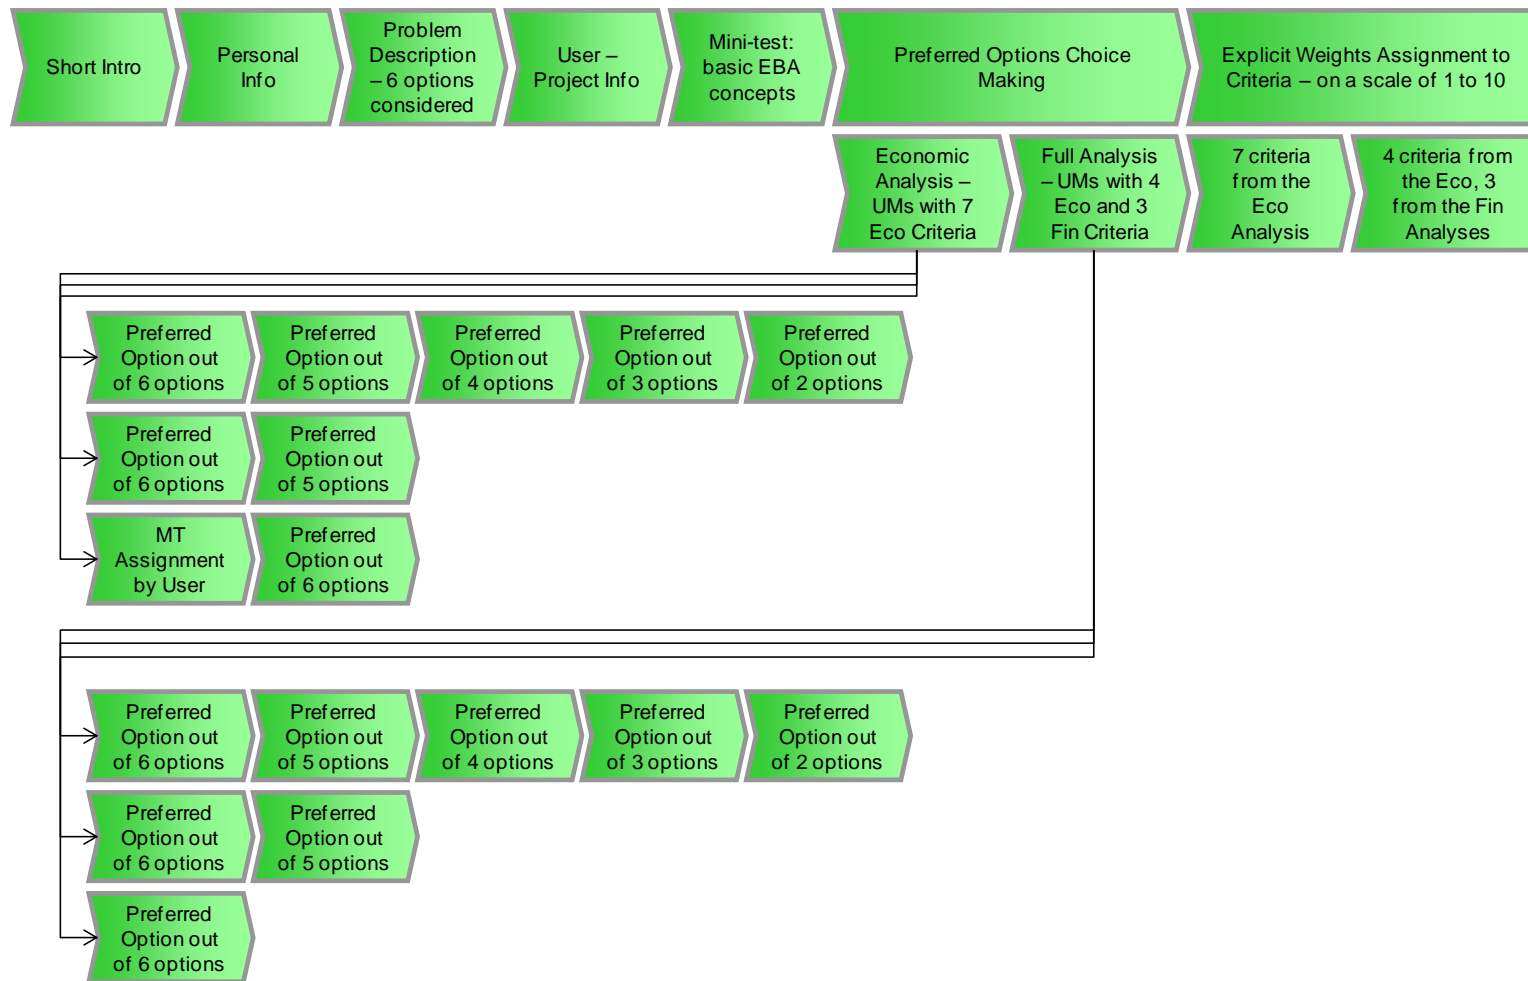 Short Intro
Personal
Info
Problem
Description
– 6 options
considered
User –
Project Info
Mini-test:
basic EBA
concepts
Preferred Options Choice
Making
Explicit Weights Assignment to
Criteria – on a scale of 1 to 10
Economic
Analysis –
UMs with 7
Eco Criteria
Full Analysis
– UMs with 4
Eco and 3
Fin Criteria
7 criteria
from the
Eco
Analysis
4 criteria from
the Eco, 3
from the Fin
Analyses
Preferred
Option out
of 6 options
Preferred
Option out
of 5 options
Preferred
Option out
of 4 options
Preferred
Option out
of 3 options
Preferred
Option out
of 2 options
Preferred
Option out
of 6 options
Preferred
Option out
of 5 options
MT
Assignment
by User
Preferred
Option out
of 6 options
Preferred
Option out
of 6 options
Preferred
Option out
of 5 options
Preferred
Option out
of 4 options
Preferred
Option out
of 3 options
Preferred
Option out
of 2 options
Preferred
Option out
of 6 options
Preferred
Option out
of 5 options
Preferred
Option out
of 6 options